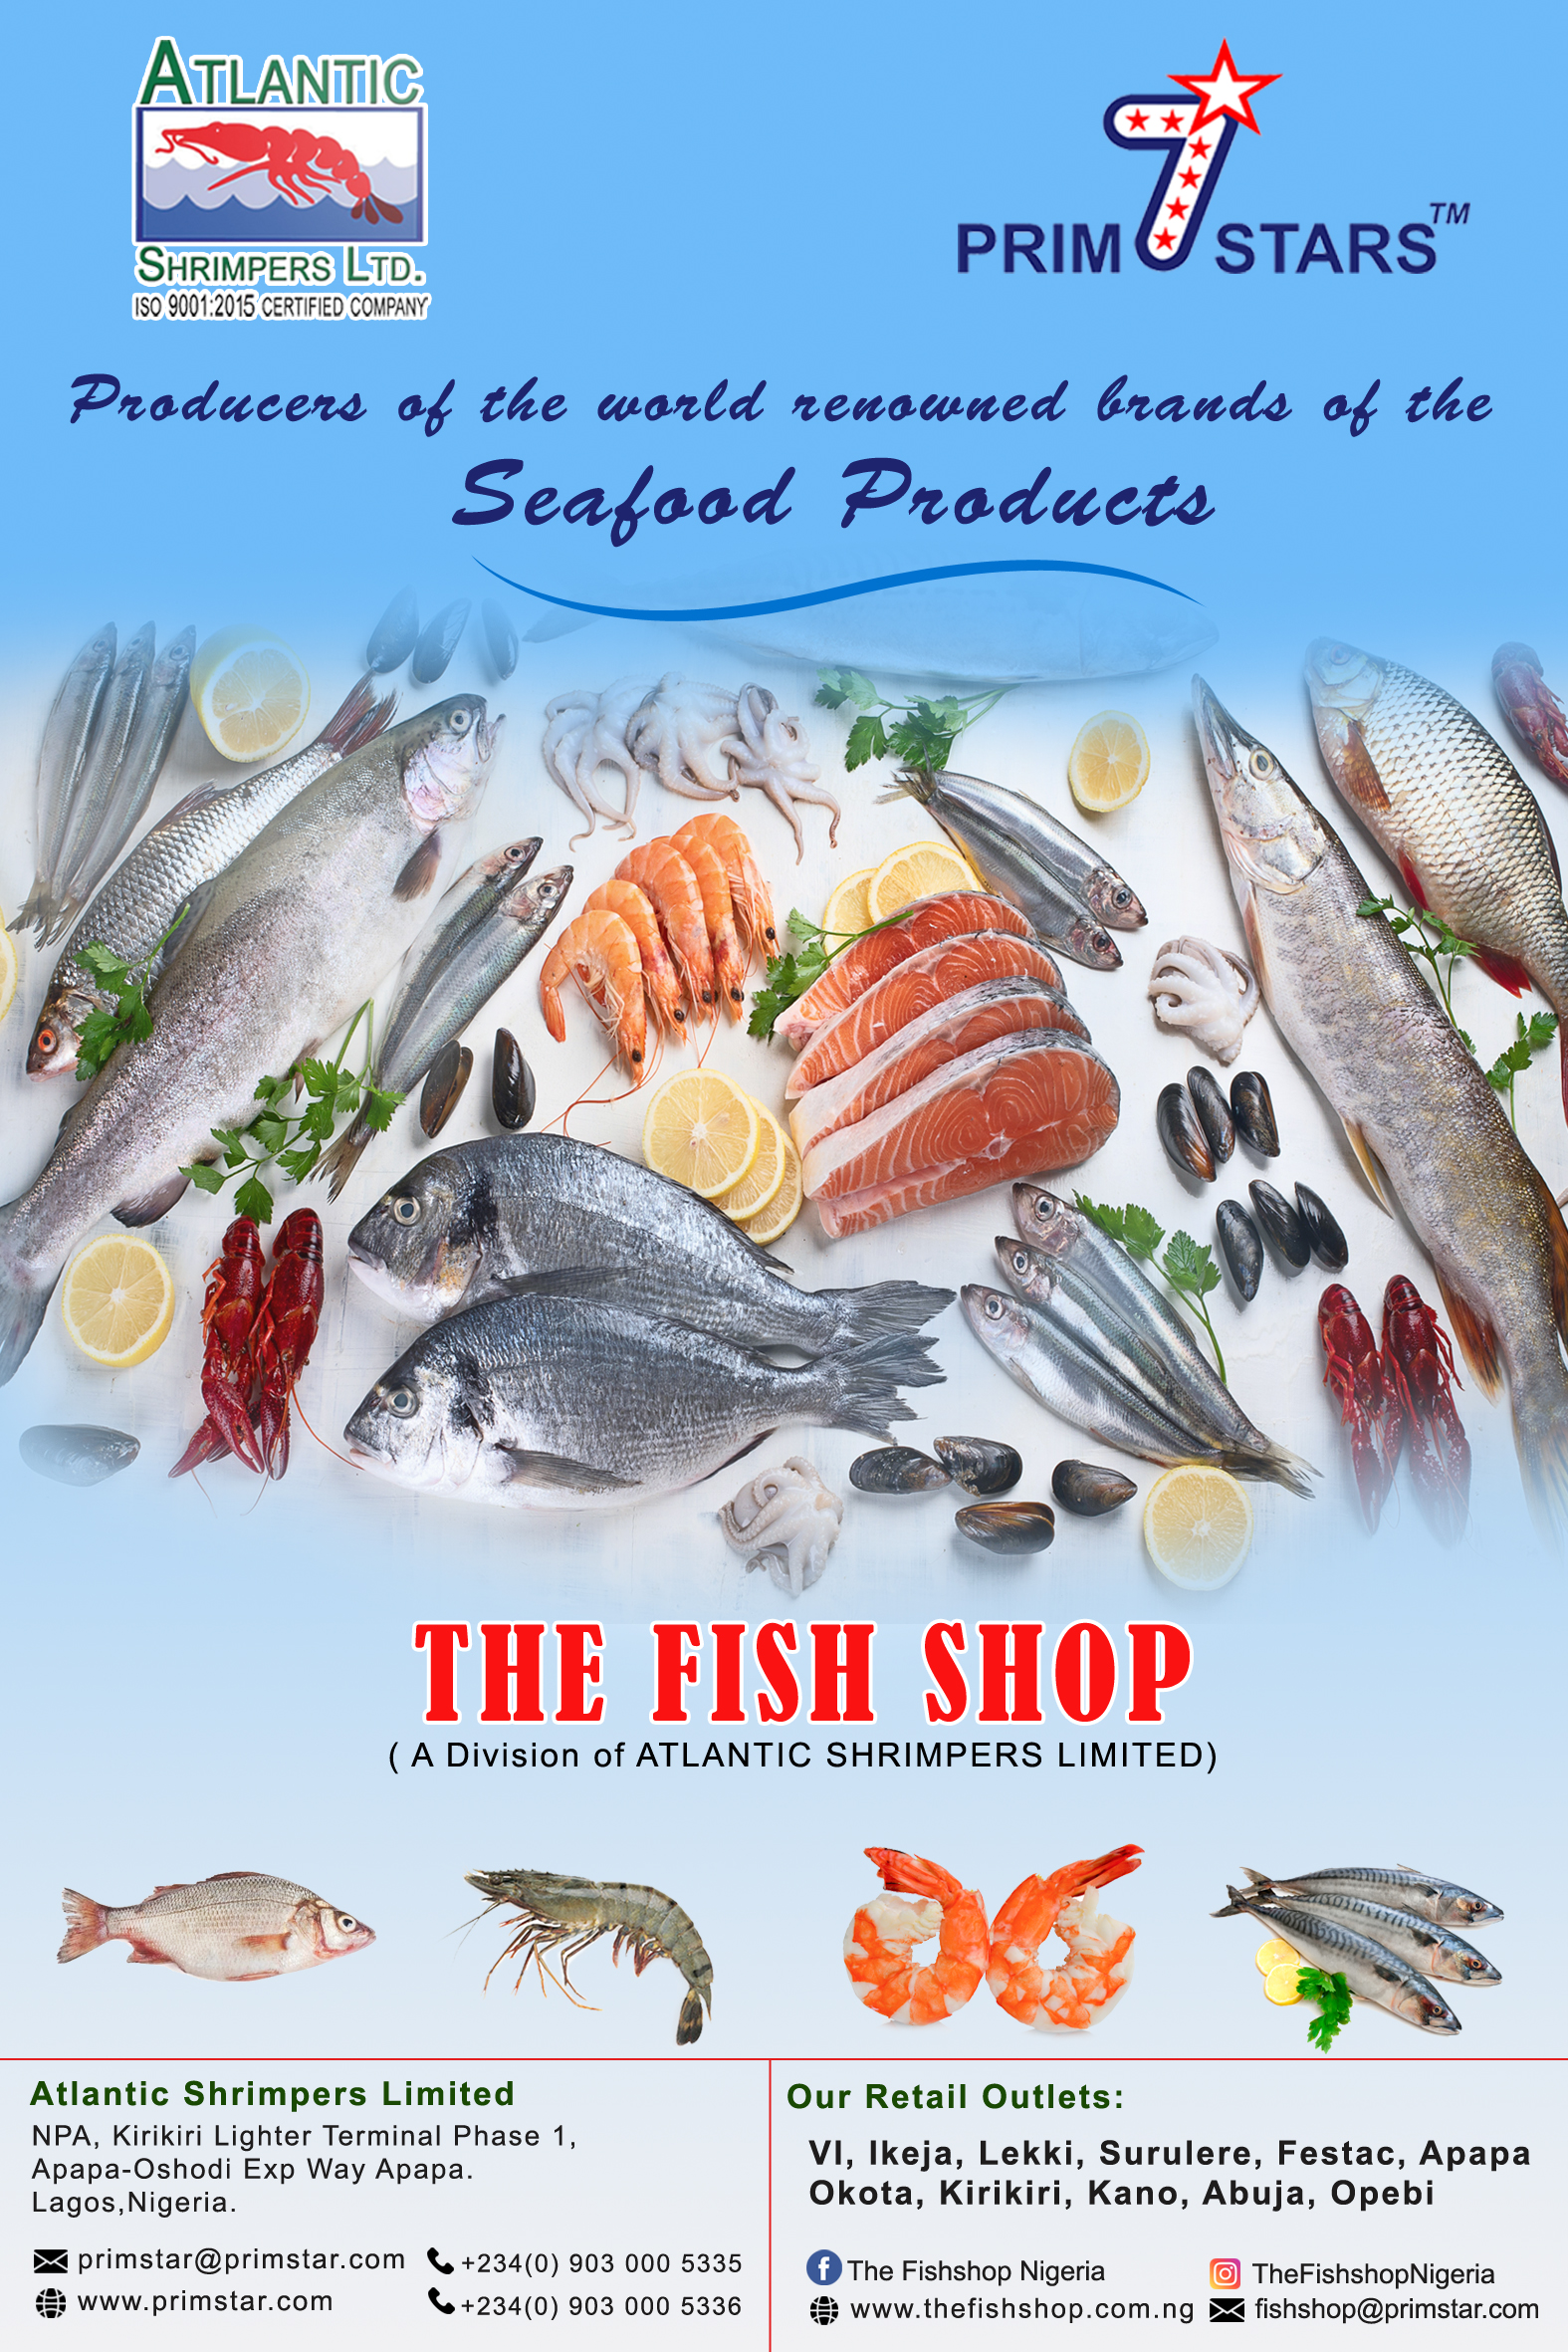 ATLANTIC
SHRIMPERS LTD.
ISO 9001:2015 CERTIFIED COMPANY
PRIM 7 STARS™
Producers of the world renowned brands of the
Seafood Products
THE FISH SHOP
( A Division of ATLANTIC SHRIMPERS LIMITED)
Atlantic Shrimpers Limited
NPA, Kirikiri Lighter Terminal Phase 1,
Apapa-Oshodi Exp Way Apapa.
Lagos,Nigeria.
primstar@primstar.com
+234(0) 903 000 5335
www.primstar.com
+234(0) 903 000 5336
Our Retail Outlets:
VI, Ikeja, Lekki, Surulere, Festac, Apapa
Okota, Kirikiri, Kano, Abuja, Opebi
The Fishshop Nigeria
TheFishshopNigeria
www.thefishshop.com.ng
fishshop@primstar.com